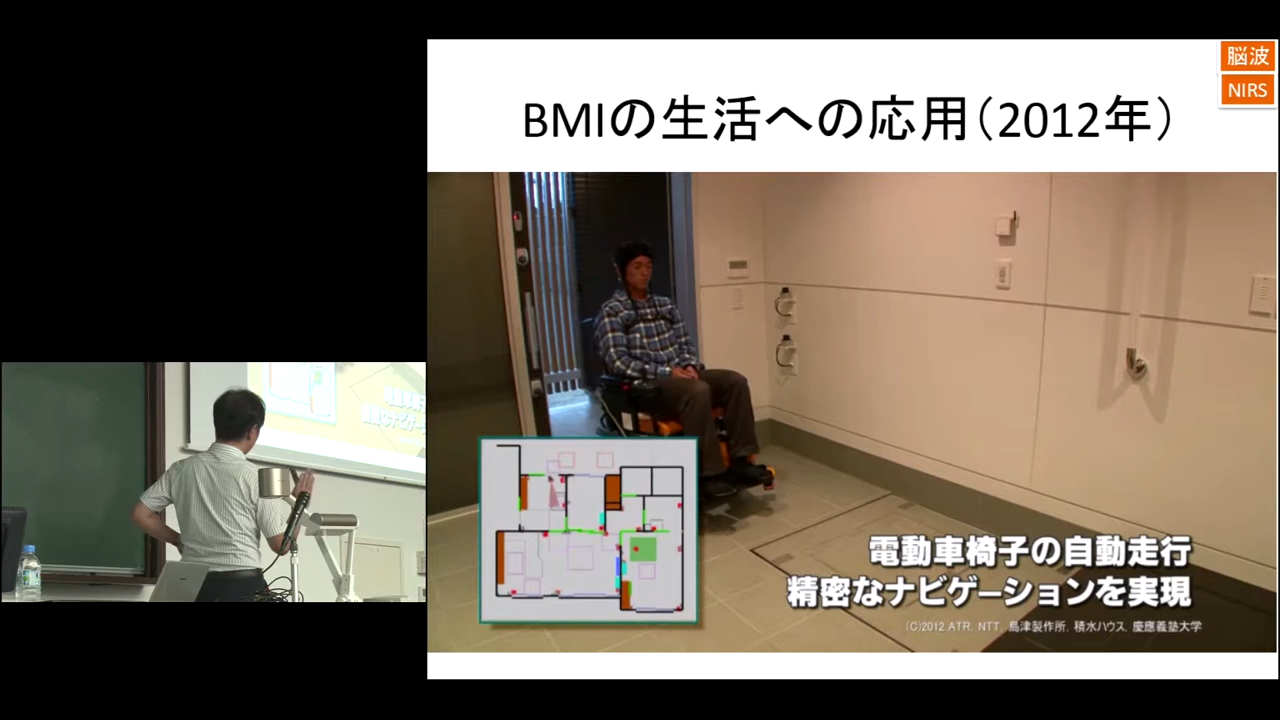 脳波
NIRS
BMIの生活への応用（2012年）
電動車椅子の自動走行
精密なナビゲーションを実現
(C)2012 ATR, NTT, 島津製作所, 積水ハウス, 慶應義塾大学